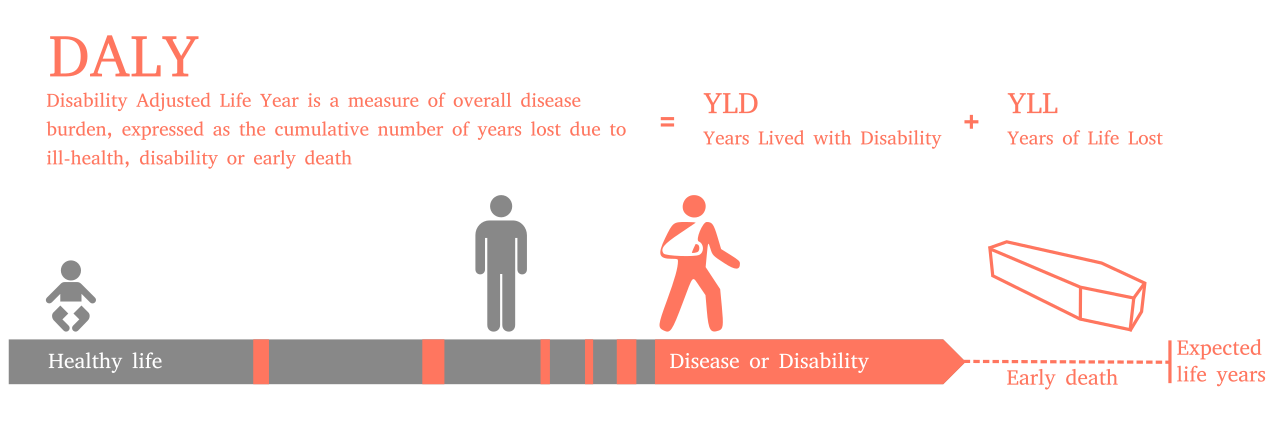 DALY
Disability Adjusted Life Year is a measure of overall disease
burden, expressed as the cumulative number of years lost due to
ill-health, disability or early death
=
YLD
Years Lived with Disability
+
YLL
Years of Life Lost
Healthy life
Disease or Disability
Early death
Expected
life years